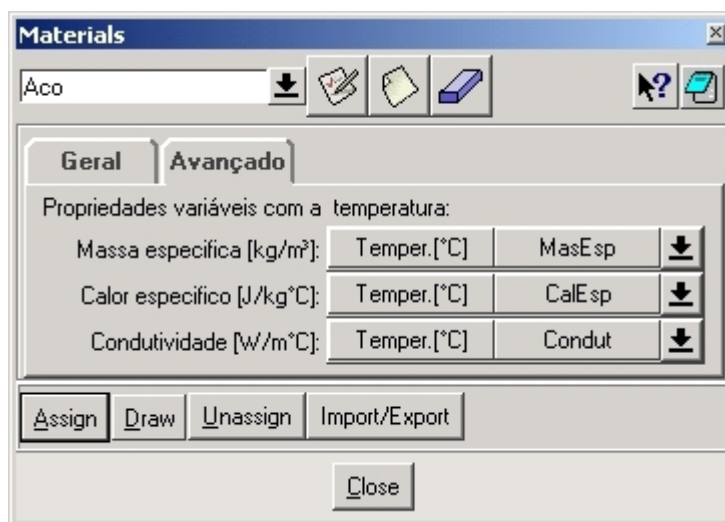 Materials
Aco
Geral Avançado
Propriedades variáveis com a temperatura:
Massa especifica [kg/m³]: Temper.[°C] MasEsp
Calor especifico [J/kg°C]: Temper.[°C] CalEsp
Condutividade [W/m°C]: Temper.[°C] Condut
Assign Draw Unassign Import/Export
Close